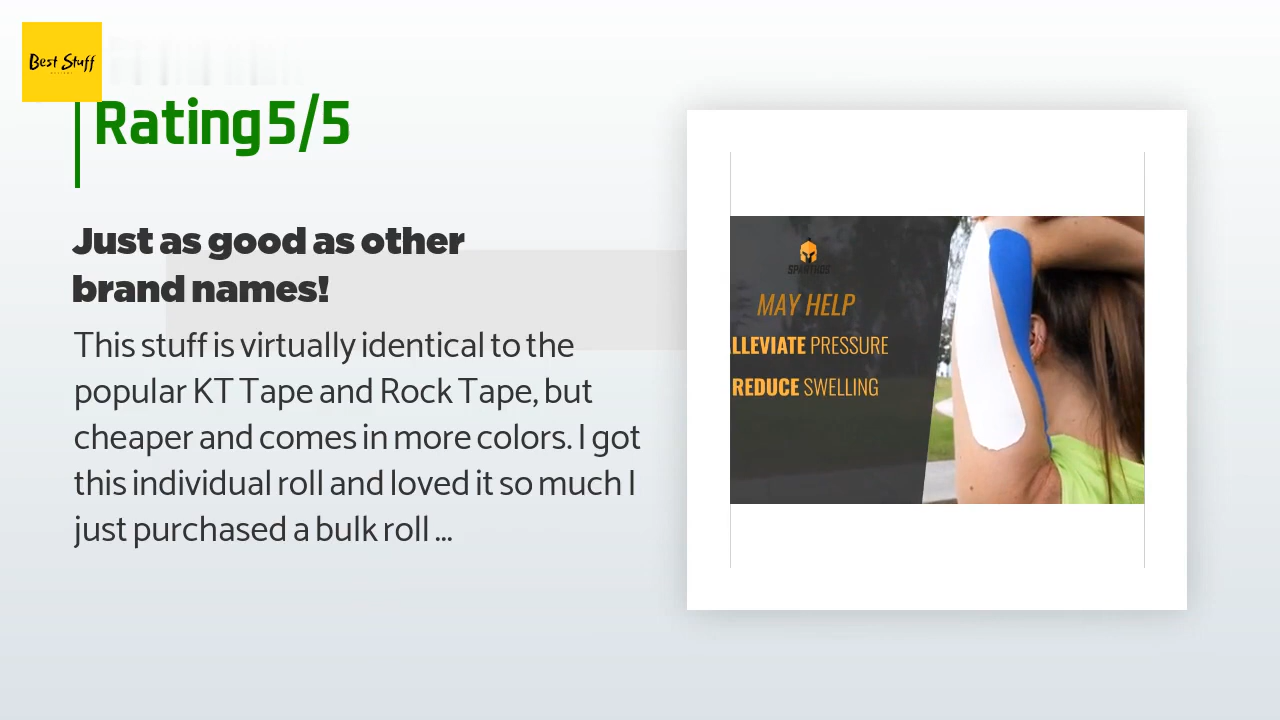 Best Stuff
Rating 5/5
Just as good as other
brand names!
This stuff is virtually identical to the
popular KT Tape and Rock Tape, but
cheaper and comes in more colors. I got
this individual roll and loved it so much I
just purchased a bulk roll ...
SPARTHOS
MAY HELP
LLEVIATE PRESSURE
REDUCE SWELLING